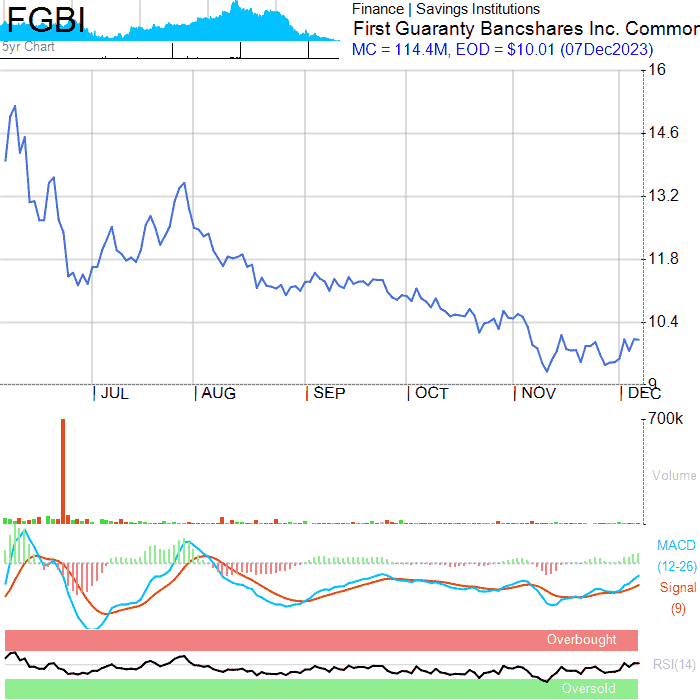 FGBI
5yr Chart
Finance | Savings Institutions
First Guaranty Bancshares Inc. Common
MC = 114.4M, EOD = $10.01 (07Dec2023)
16
14.6
13.2
11.8
10.4
9
JUL
AUG
SEP
OCT
NOV
DEC
700k
Volume
MACD
(12-26)
Signal
(9)
Overbought
RSI(14)
Oversold